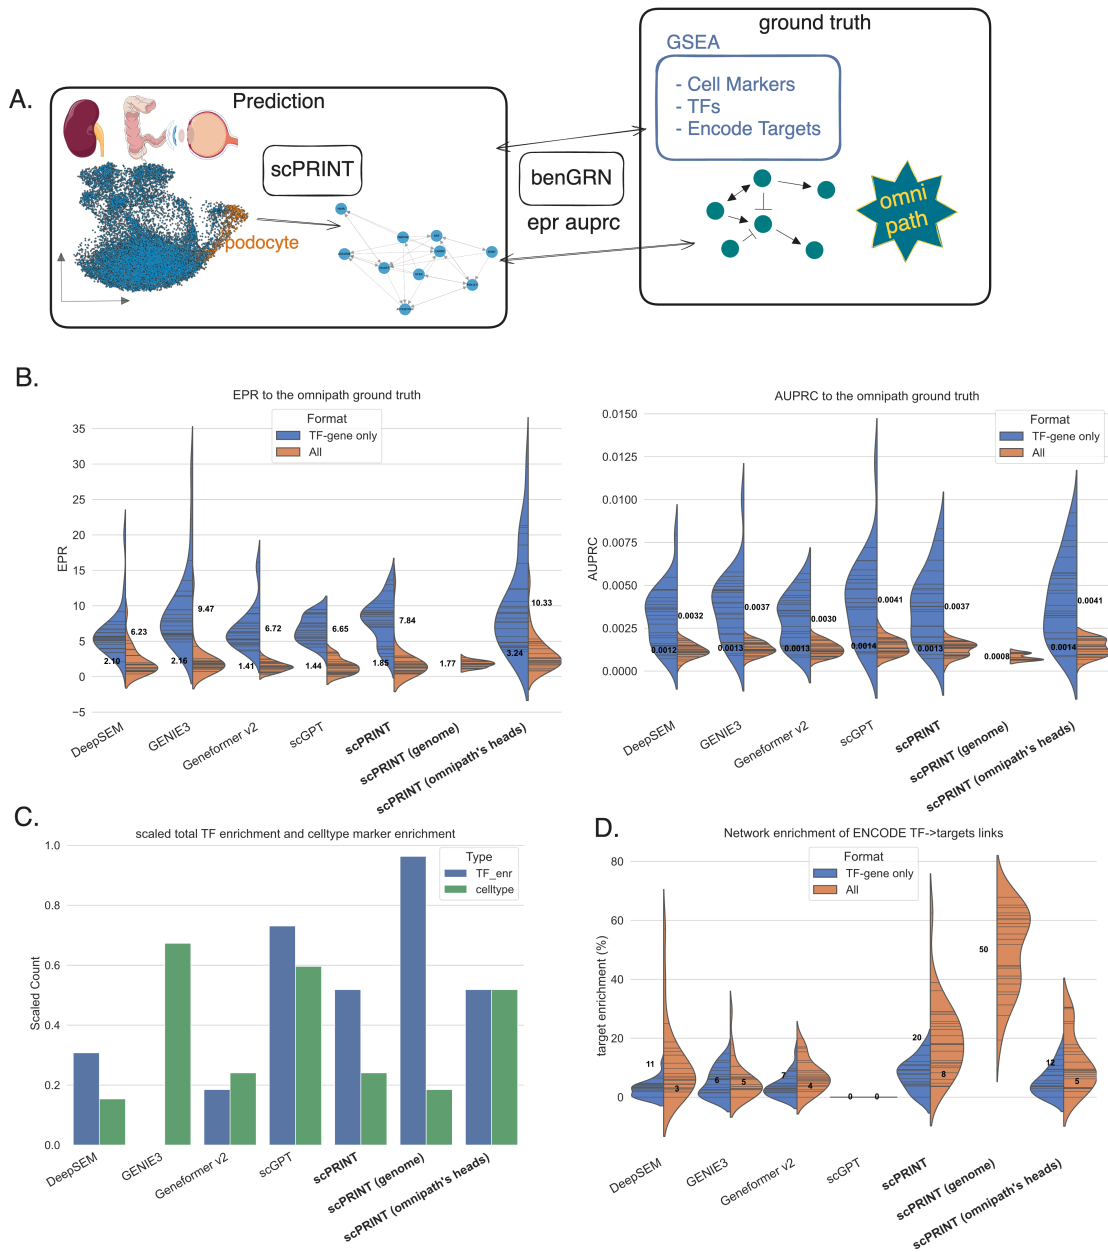 A.
Prediction
scPRINT
podocyte
benGRN
epr auprc
ground truth
GSEA
- Cell Markers
- TFs
- Encode Targets
omni
path
B.
EPR to the omnipath ground truth
Format
TF-gene only
All
EPR
35
30
25
20
15
10
5
0
−5
6.23
2.10
9.47
2.16
6.72
1.41
6.65
1.44
7.84
1.85
1.77
10.33
3.24
DeepSEM
GENIE3
Geneformer v2
scGPT
scPRINT
scPRINT (genome)
scPRINT (omnipath's heads)
AUPRC to the omnipath ground truth
Format
TF-gene only
All
AUPRC
0.0150
0.0125
0.0100
0.0075
0.0050
0.0025
0.0000
0.0032
0.0012
0.0037
0.0013
0.0030
0.0013
0.0041
0.0014
0.0037
0.0013
0.0008
0.0041
0.0014
DeepSEM
GENIE3
Geneformer v2
scGPT
scPRINT
scPRINT (genome)
scPRINT (omnipath's heads)
C.
scaled total TF enrichment and celltype marker enrichment
Type
TF_enr
celltype
Scaled Count
1.0
0.8
0.6
0.4
0.2
0.0
DeepSEM
GENIE3
Geneformer v2
scGPT
scPRINT
scPRINT (genome)
scPRINT (omnipath's heads)
D.
Network enrichment of ENCODE TF->targets links
Format
TF-gene only
All
target enrichment (%)
80
60
40
20
0
11
3
6
5
7
4
0
0
20
8
50
12
5
DeepSEM
GENIE3
Geneformer v2
scGPT
scPRINT
scPRINT (genome)
scPRINT (omnipath's heads)